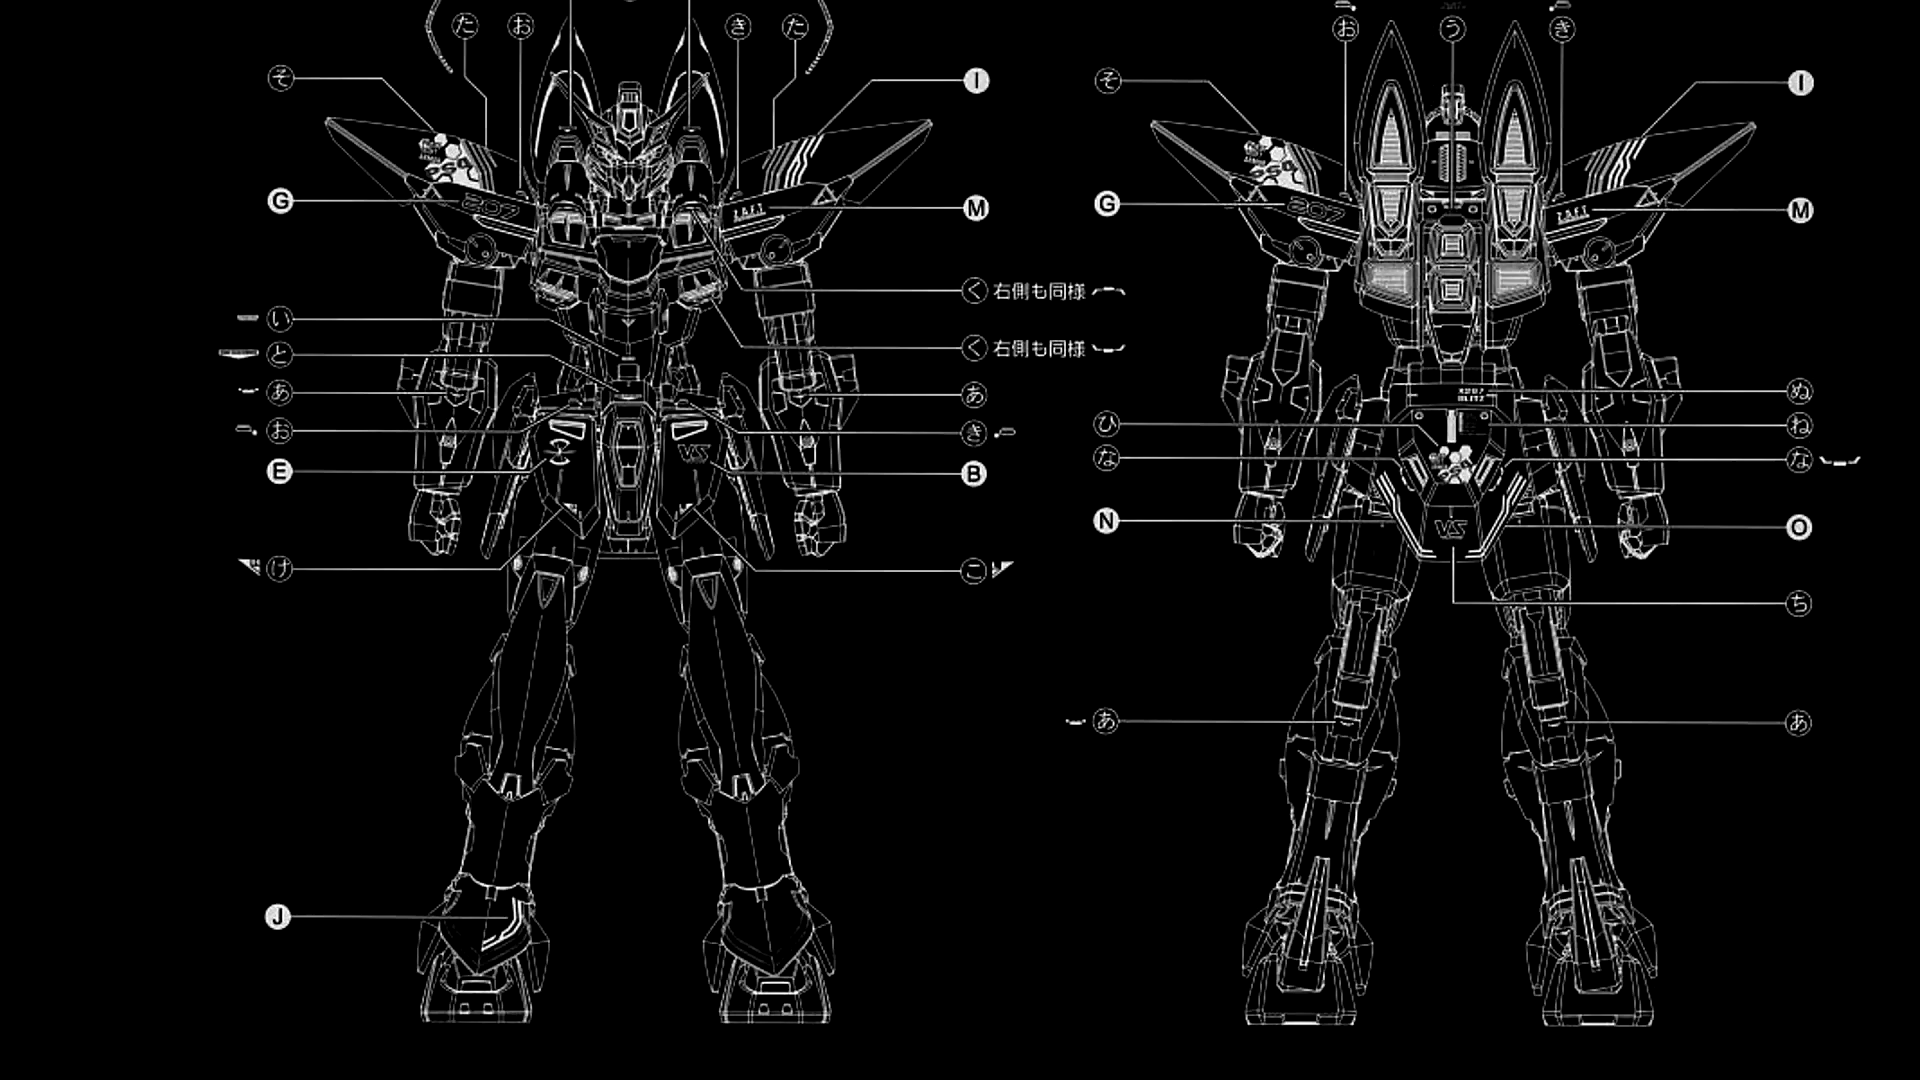 た お き た
そ
I
G
807
Z.A.F.T
M
く 右側も同様
い
く 右側も同様
と
あ
あ
お
き
E
VS
B
け
こ
J
お う き
そ
I
G
807
Z.A.F.T
M
ぬ
ひ
ね
な
な
N
VS
O
ち
あ
あ